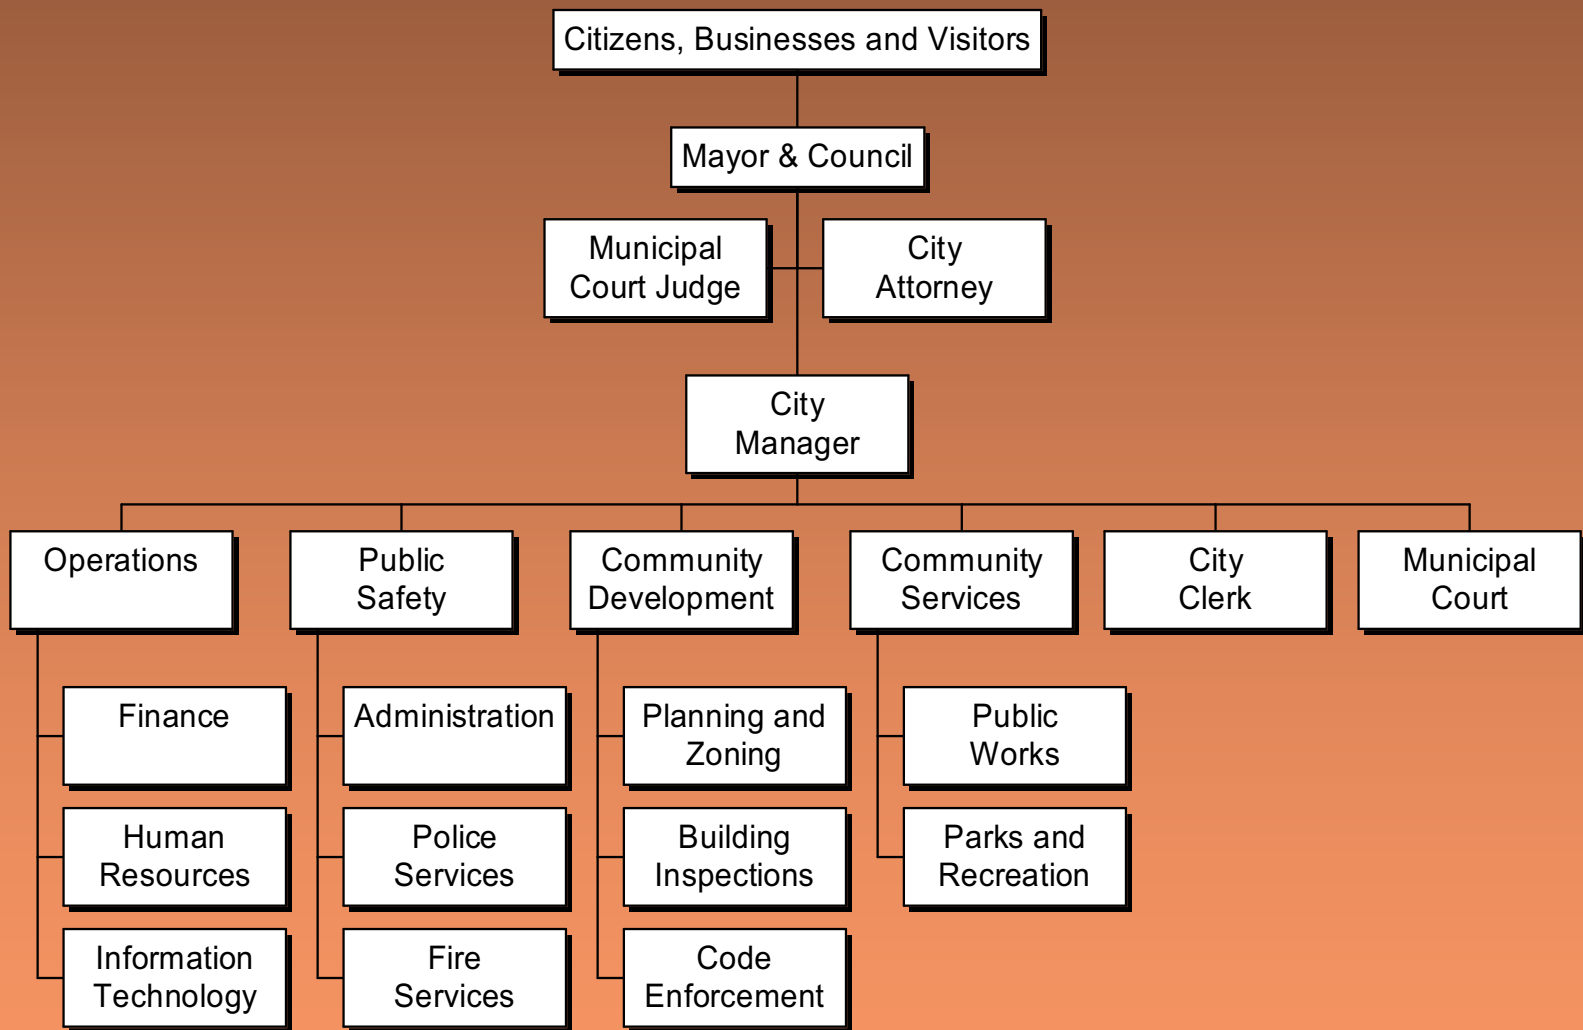 Citizens, Businesses and Visitors
Mayor & Council
Municipal
Court Judge
City
Attorney
City
Manager
Operations
Public
Safety
Community
Development
Community
Services
City
Clerk
Municipal
Court
Finance
Human
Resources
Information
Technology
Administration
Police
Services
Fire
Services
Planning and
Zoning
Building
Inspections
Code
Enforcement
Public
Works
Parks and
Recreation